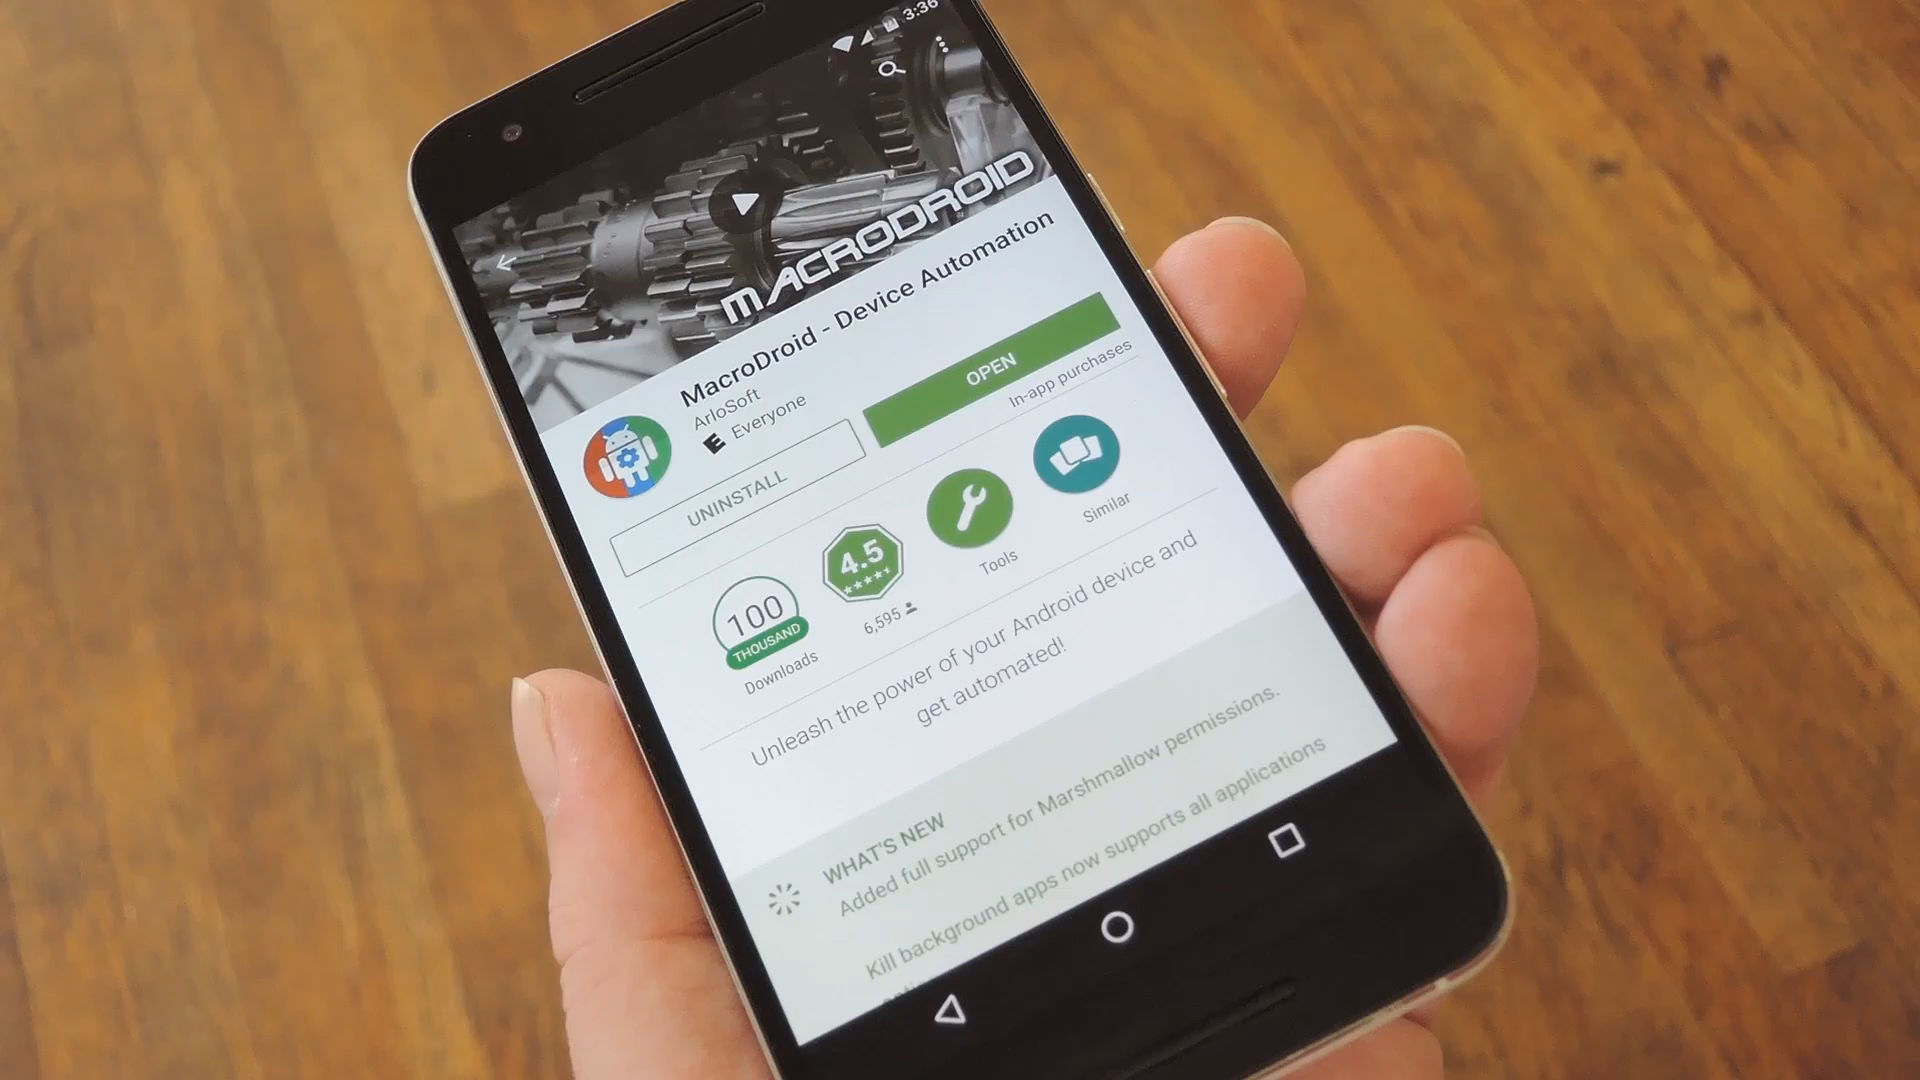 3:36
MACRODROID
MacroDroid - Device Automation
ArloSoft
E Everyone
UNINSTALL
OPEN
In-app purchases
100
THOUSAND
Downloads
4.5
6,595
Tools
Similar
Unleash the power of your Android device and
get automated!
WHAT'S NEW
Added full support for Marshmallow permissions.
Kill background apps now supports all applications